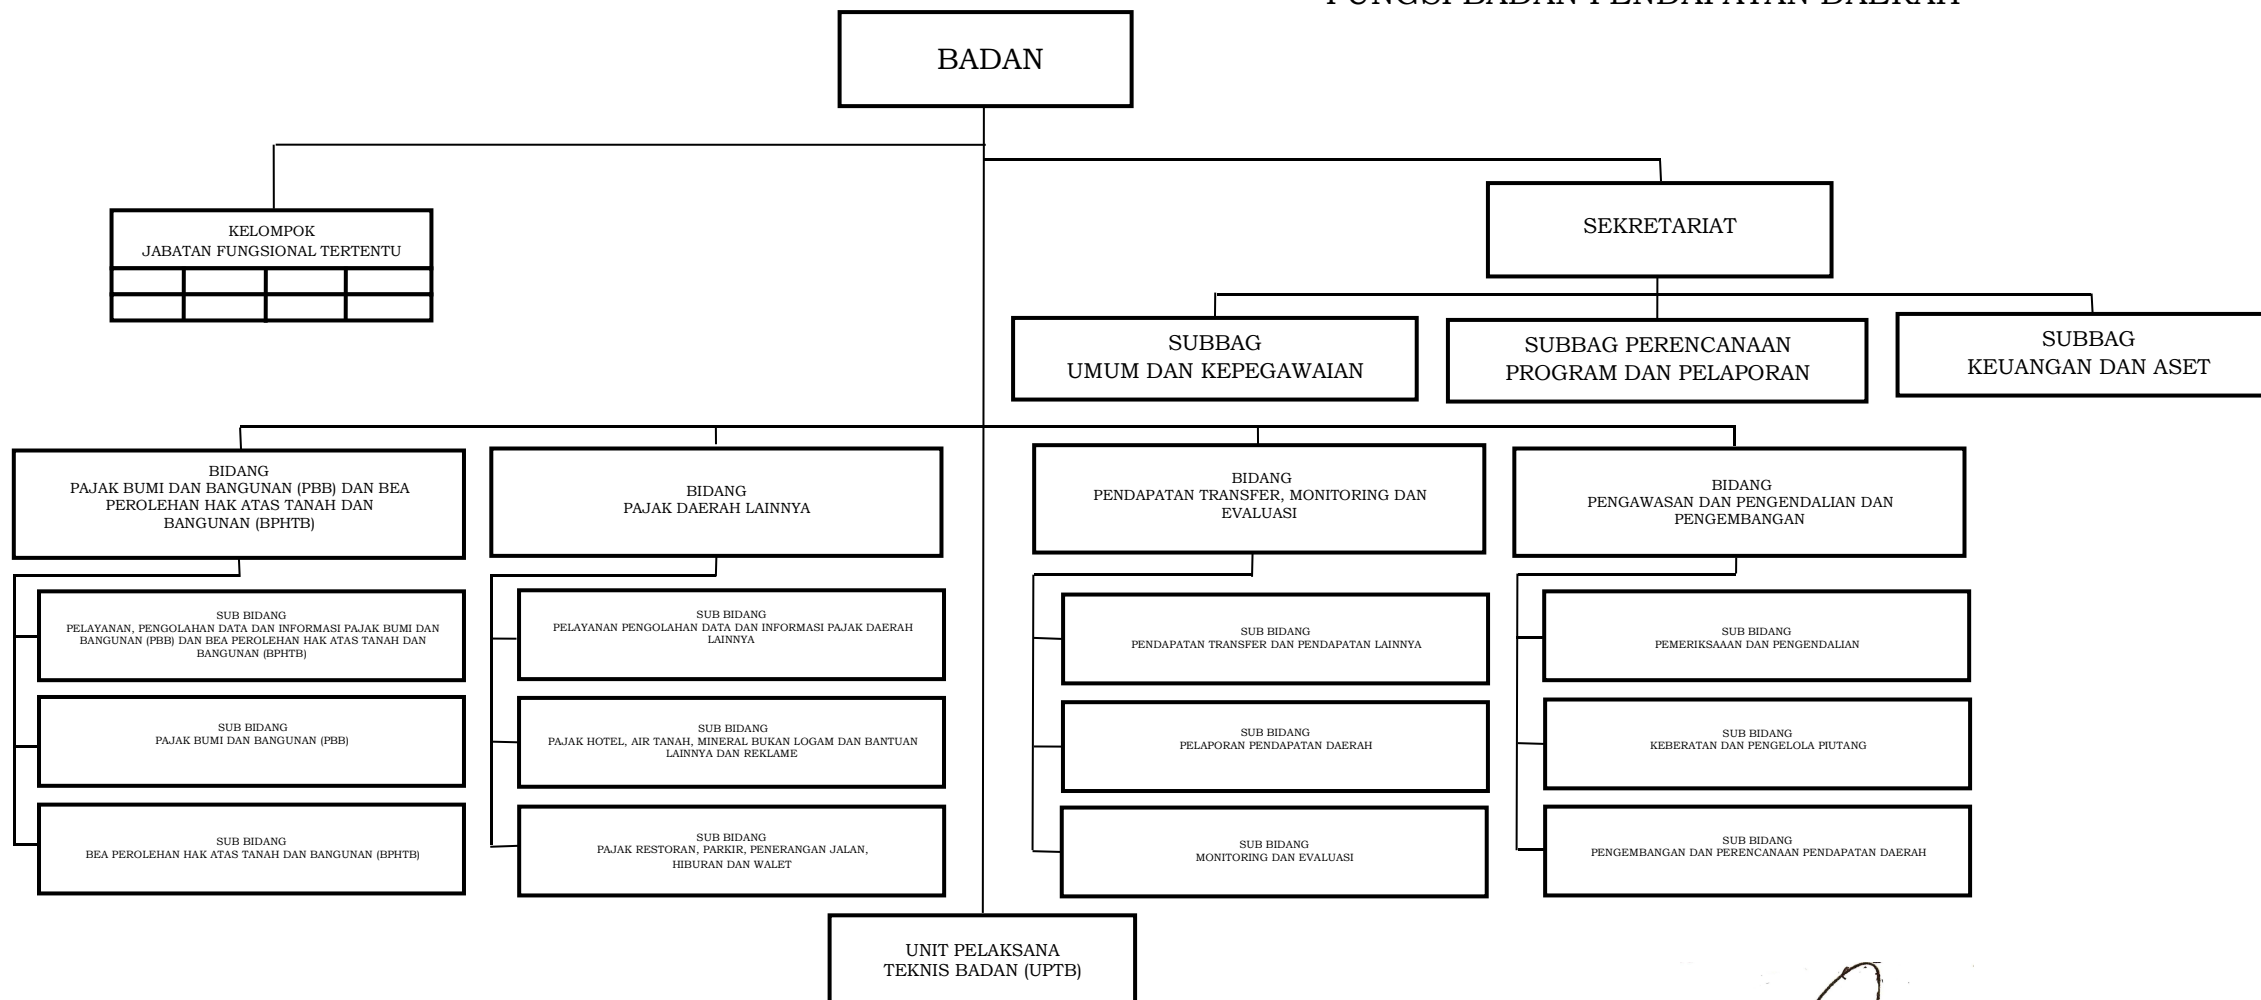 FUNGSI BADAN PENDAPATAN DAERAH
BADAN
KELOMPOK
JABATAN FUNGSIONAL TERTENTU
SEKRETARIAT
SUBBAG
UMUM DAN KEPEGAWAIAN
SUBBAG PERENCANAAN
PROGRAM DAN PELAPORAN
SUBBAG
KEUANGAN DAN ASET
BIDANG
PAJAK BUMI DAN BANGUNAN (PBB) DAN BEA
PEROLEHAN HAK ATAS TANAH DAN
BANGUNAN (BPHTB)
BIDANG
PAJAK DAERAH LAINNYA
BIDANG
PENDAPATAN TRANSFER, MONITORING DAN
EVALUASI
BIDANG
PENGAWASAN DAN PENGENDALIAN DAN
PENGEMBANGAN
SUB BIDANG
PELAYANAN, PENGOLAHAN DATA DAN INFORMASI PAJAK BUMI DAN
BANGUNAN (PBB) DAN BEA PEROLEHAN HAK ATAS TANAH DAN
BANGUNAN (BPHTB)
SUB BIDANG
PELAYANAN PENGOLAHAN DATA DAN INFORMASI PAJAK DAERAH
LAINNYA
SUB BIDANG
PENDAPATAN TRANSFER DAN PENDAPATAN LAINNYA
SUB BIDANG
PEMERIKSAAAN DAN PENGENDALIAN
SUB BIDANG
PAJAK BUMI DAN BANGUNAN (PBB)
SUB BIDANG
PAJAK HOTEL, AIR TANAH, MINERAL BUKAN LOGAM DAN BANTUAN
LAINNYA DAN REKLAME
SUB BIDANG
PELAPORAN PENDAPATAN DAERAH
SUB BIDANG
KEBERATAN DAN PENGELOLA PIUTANG
SUB BIDANG
BEA PEROLEHAN HAK ATAS TANAH DAN BANGUNAN (BPHTB)
SUB BIDANG
PAJAK RESTORAN, PARKIR, PENERANGAN JALAN,
HIBURAN DAN WALET
SUB BIDANG
MONITORING DAN EVALUASI
SUB BIDANG
PENGEMBANGAN DAN PERENCANAAN PENDAPATAN DAERAH
UNIT PELAKSANA
TEKNIS BADAN (UPTB)